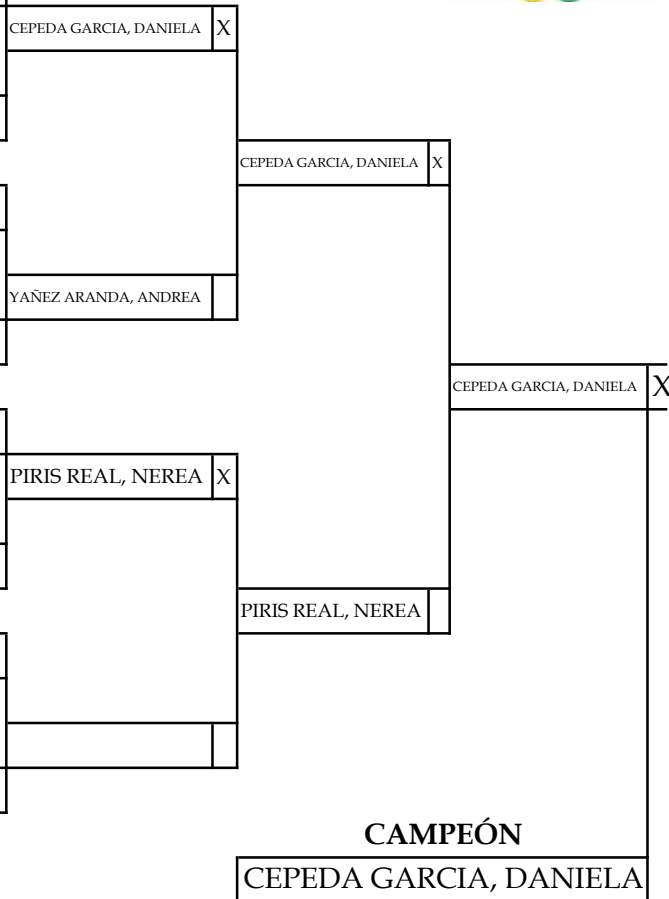 CEPEDA GARCIA, DANIELA X
CEPEDA GARCIA, DANIELA X
YAÑEZ ARANDA, ANDREA
CEPEDA GARCIA, DANIELA X
PIRIS REAL, NEREA X
PIRIS REAL, NEREA
CAMPEÓN
CEPEDA GARCIA, DANIELA